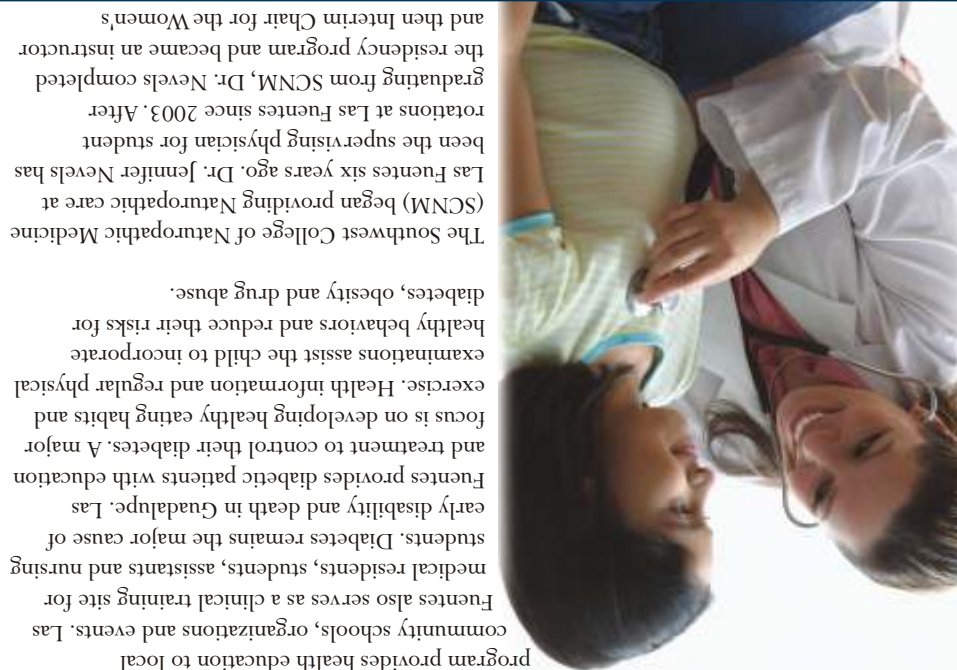 program provides health education to local
community schools, organizations and events. Las
Fuentes also serves as a clinical training site for
medical residents, students, assistants and nursing
students. Diabetes remains the major cause of
early disability and death in Guadalupe. Las
Fuentes provides diabetic patients with education
and treatment to control their diabetes. A major
focus is on developing healthy eating habits and
exercise. Health information and regular physical
examinations assist the child to incorporate
healthy behaviors and reduce their risks for
diabetes, obesity and drug abuse.
The Southwest College of Naturopathic Medicine
(SCNM) began providing Naturopathic care at
Las Fuentes six years ago. Dr. Jennifer Nevels has
been the supervising physician for student
rotations at Las Fuentes since 2003. After
graduating from SCNM, Dr. Nevels completed
the residency program and became an instructor
and then Interim Chair for the Women's